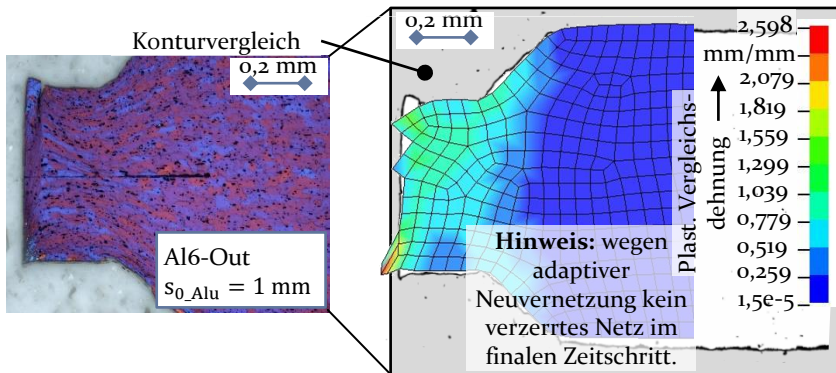 Konturvergleich
0,2 mm
Al6-Out
s0_Alu = 1 mm
0,2 mm
Hinweis: wegen
adaptiver
Neuvernetzung kein
verzerrtes Netz im
finalen Zeitschritt.
Plast. Vergleichs-
dehnung
2,598
mm/mm
2,079
1,819
1,559
1,299
1,039
0,779
0,519
0,259
1,5e-5